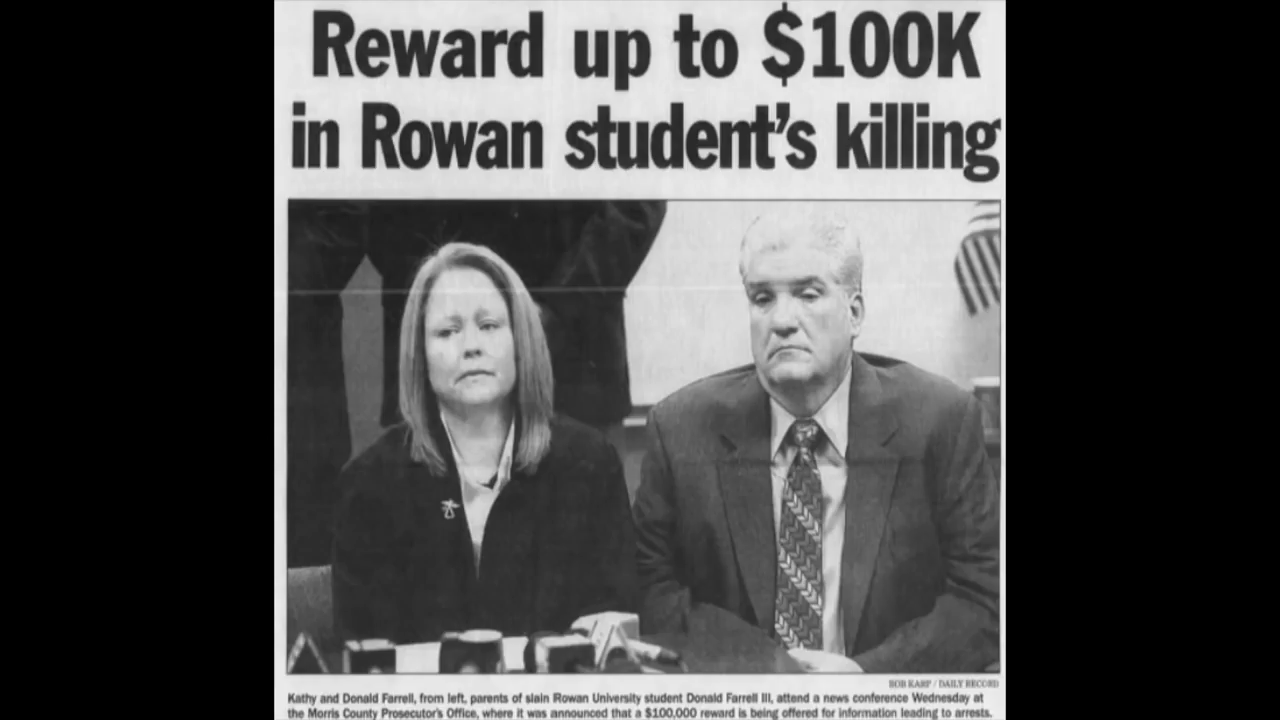 Reward up to $100K
in Rowan student's killing
BOB KARP / DAILY RECORD
Kathy and Donald Farrell, from left, parents of slain Rowan University student Donald Farrell III, attend a news conference Wednesday at
the Morris County Prosecutor's Office, where it was announced that a $100,000 reward is being offered for information leading to arrests.